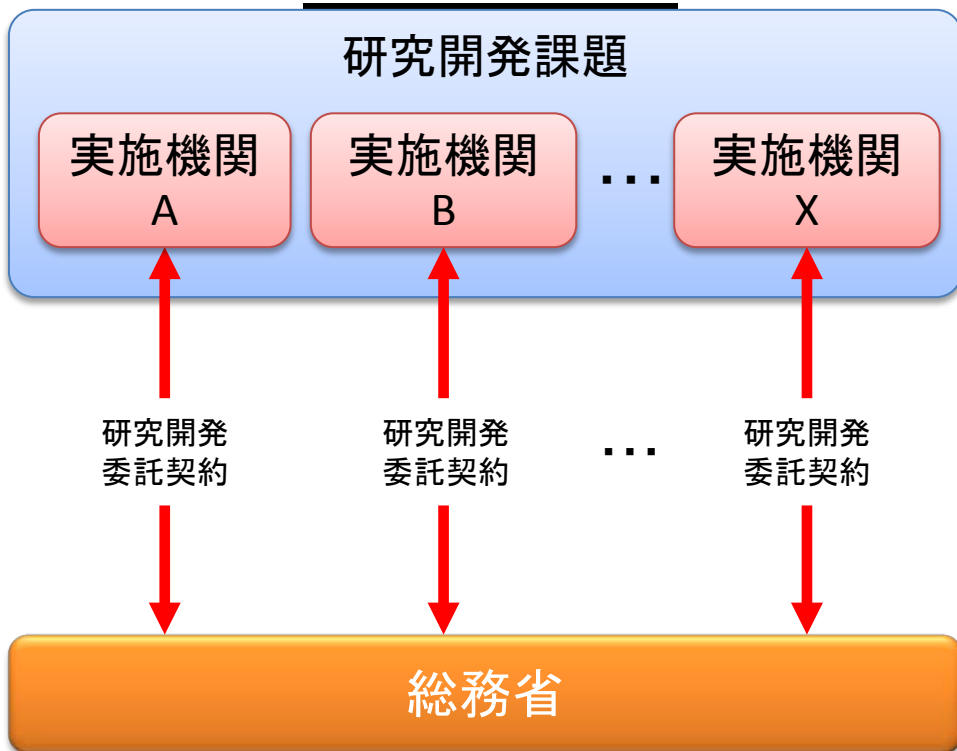 研究開発課題
実施機関
A
実施機関
B
…
実施機関
X
研究開発
委託契約
研究開発
委託契約
…
研究開発
委託契約
総務省